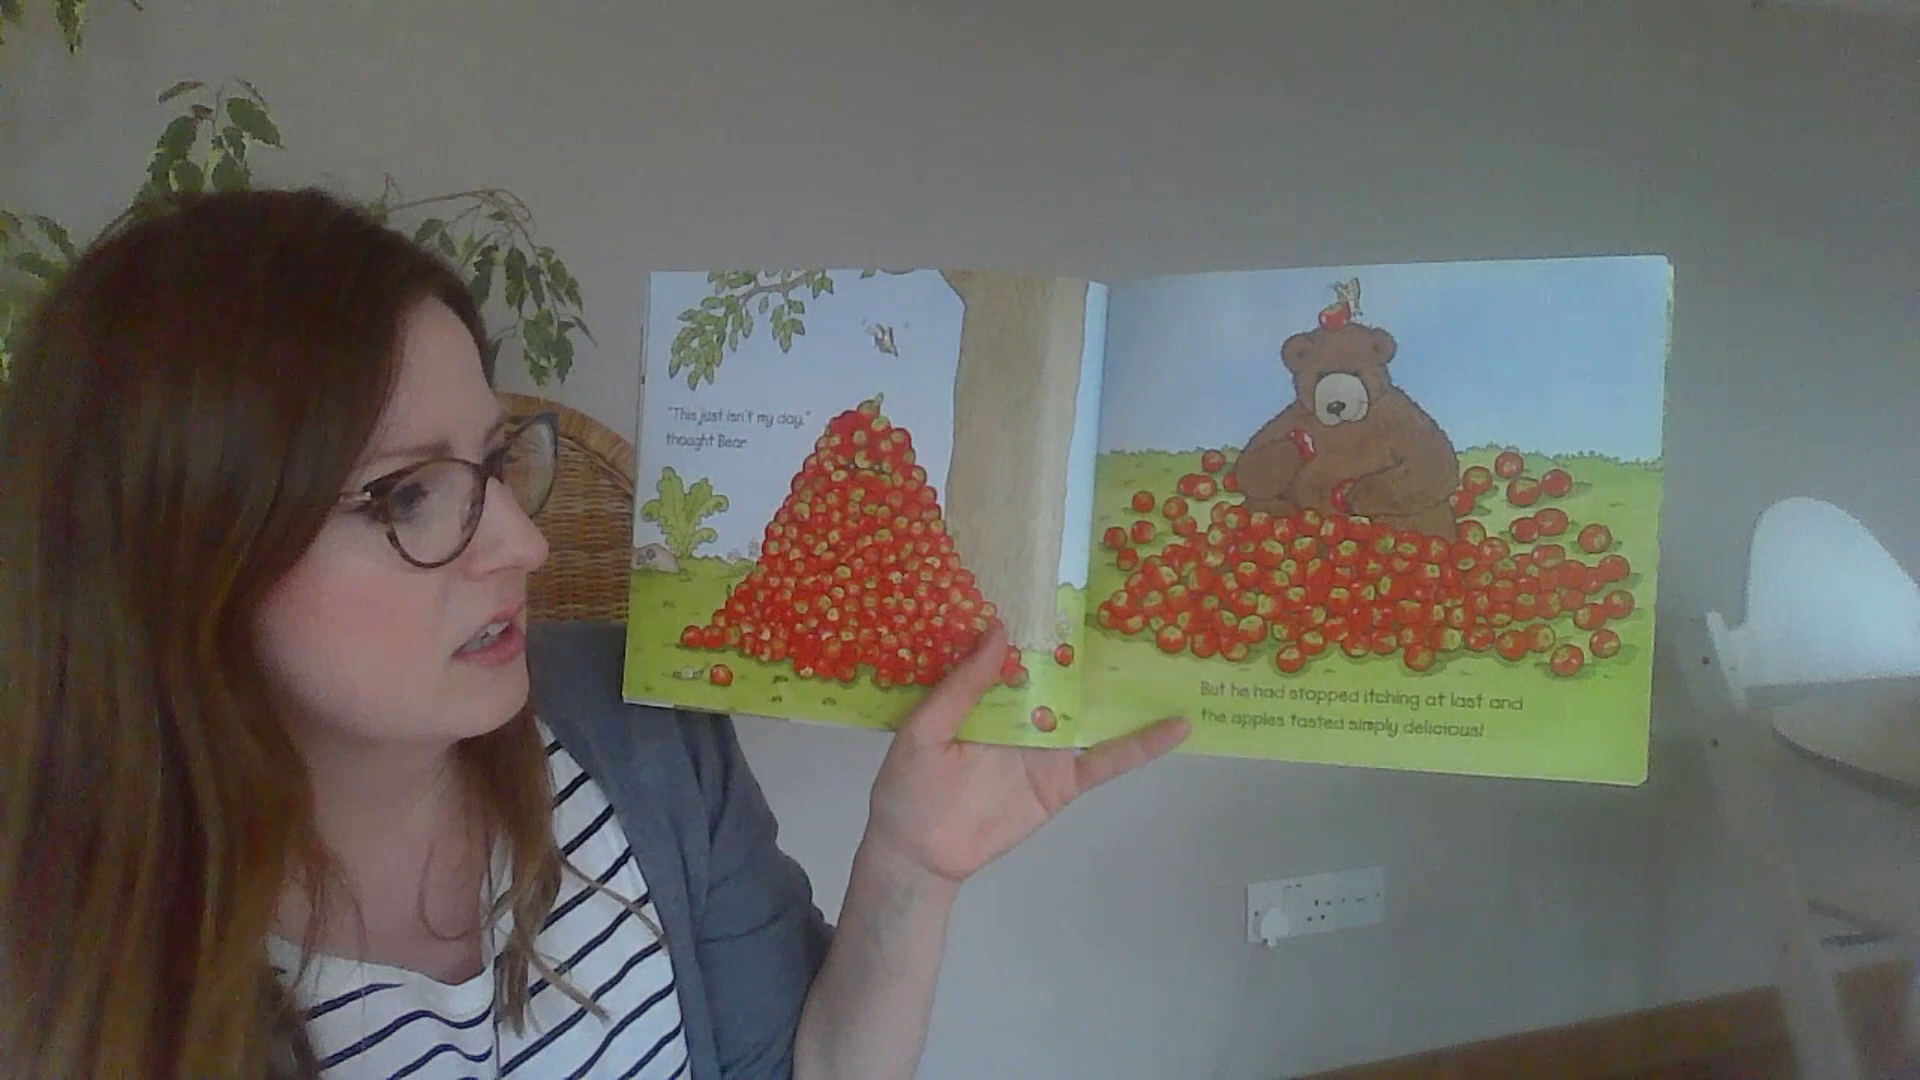 "This just isn't my day,"
thought Bear.
But he had stopped itching at last and
the apples tasted simply delicious!